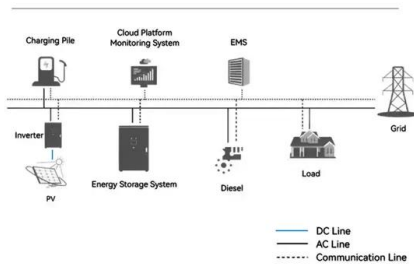 Charging Pile
Cloud Platform
Monitoring System
EMS
Grid
Inverter
PV
Energy Storage System
Diesel
Load
DC Line
AC Line
Communication Line